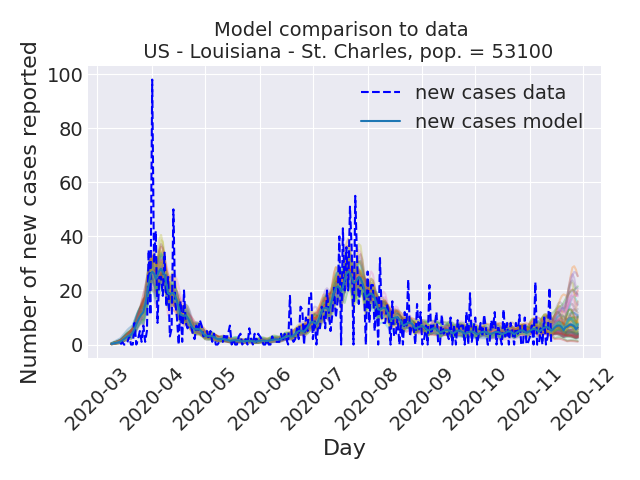 Model comparison to data
US - Louisiana - St. Charles, pop. = 53100
Number of new cases reported
100
80
60
40
20
0
new cases data
new cases model
2020-03
2020-04
2020-05
2020-06
2020-07
2020-08
2020-09
2020-10
2020-11
2020-12
Day